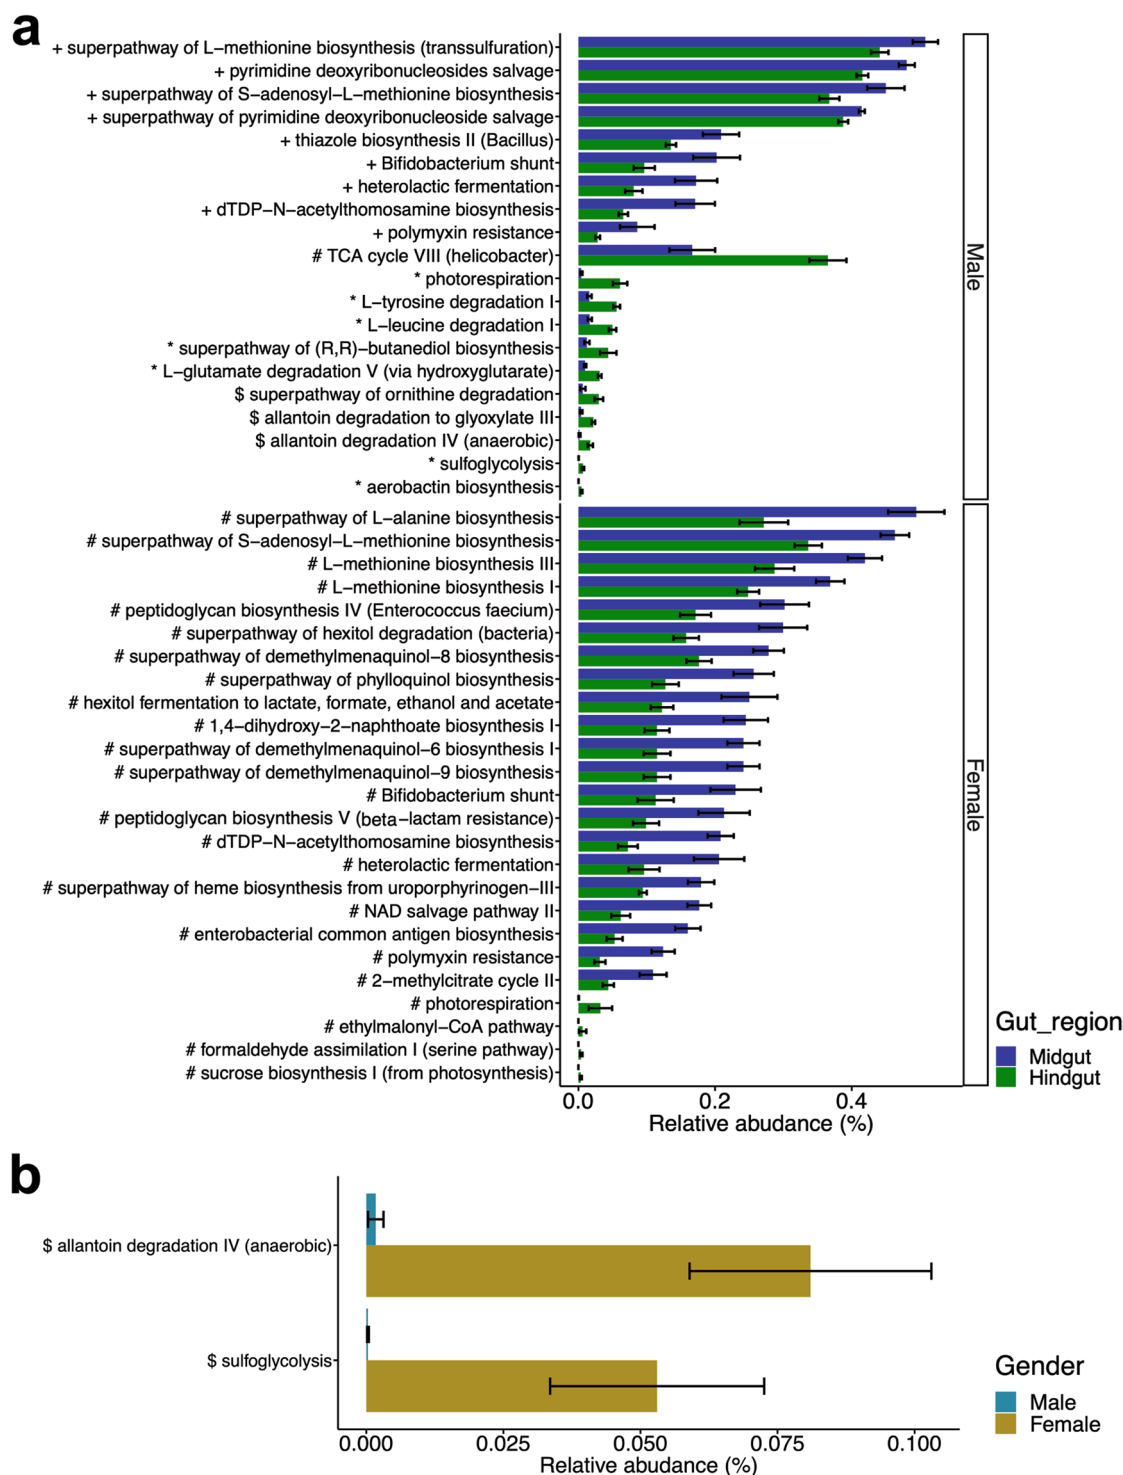 a
+ superpathway of L−methionine biosynthesis (transsulfuration)
+ pyrimidine deoxyribonucleosides salvage
+ superpathway of S−adenosyl−L−methionine biosynthesis
+ superpathway of pyrimidine deoxyribonucleoside salvage
+ thiazole biosynthesis II (Bacillus)
+ Bifidobacterium shunt
+ heterolactic fermentation
+ dTDP−N−acetylthomosamine biosynthesis
+ polymyxin resistance
# TCA cycle VIII (helicobacter)
* photorespiration
* L−tyrosine degradation I
* L−leucine degradation I
* superpathway of (R,R)−butanediol biosynthesis
* L−glutamate degradation V (via hydroxyglutarate)
$ superpathway of ornithine degradation
$ allantoin degradation to glyoxylate III
$ allantoin degradation IV (anaerobic)
* sulfoglycolysis
* aerobactin biosynthesis
Male
# superpathway of L−alanine biosynthesis
# superpathway of S−adenosyl−L−methionine biosynthesis
# L−methionine biosynthesis III
# L−methionine biosynthesis I
# peptidoglycan biosynthesis IV (Enterococcus faecium)
# superpathway of hexitol degradation (bacteria)
# superpathway of demethylmenaquinol−8 biosynthesis
# superpathway of phylloquinol biosynthesis
# hexitol fermentation to lactate, formate, ethanol and acetate
# 1,4−dihydroxy−2−naphthoate biosynthesis I
# superpathway of demethylmenaquinol−6 biosynthesis I
# superpathway of demethylmenaquinol−9 biosynthesis
# Bifidobacterium shunt
# peptidoglycan biosynthesis V (beta−lactam resistance)
# dTDP−N−acetylthomosamine biosynthesis
# heterolactic fermentation
# superpathway of heme biosynthesis from uroporphyrinogen−III
# NAD salvage pathway II
# enterobacterial common antigen biosynthesis
# polymyxin resistance
# 2−methylcitrate cycle II
# photorespiration
# ethylmalonyl−CoA pathway
# formaldehyde assimilation I (serine pathway)
# sucrose biosynthesis I (from photosynthesis)
Female
0.0 0.2 0.4
Relative abudance (%)
Gut_region
Midgut
Hindgut
b
$ allantoin degradation IV (anaerobic)
$ sulfoglycolysis
0.000 0.025 0.050 0.075 0.100
Relative abudance (%)
Gender
Male
Female